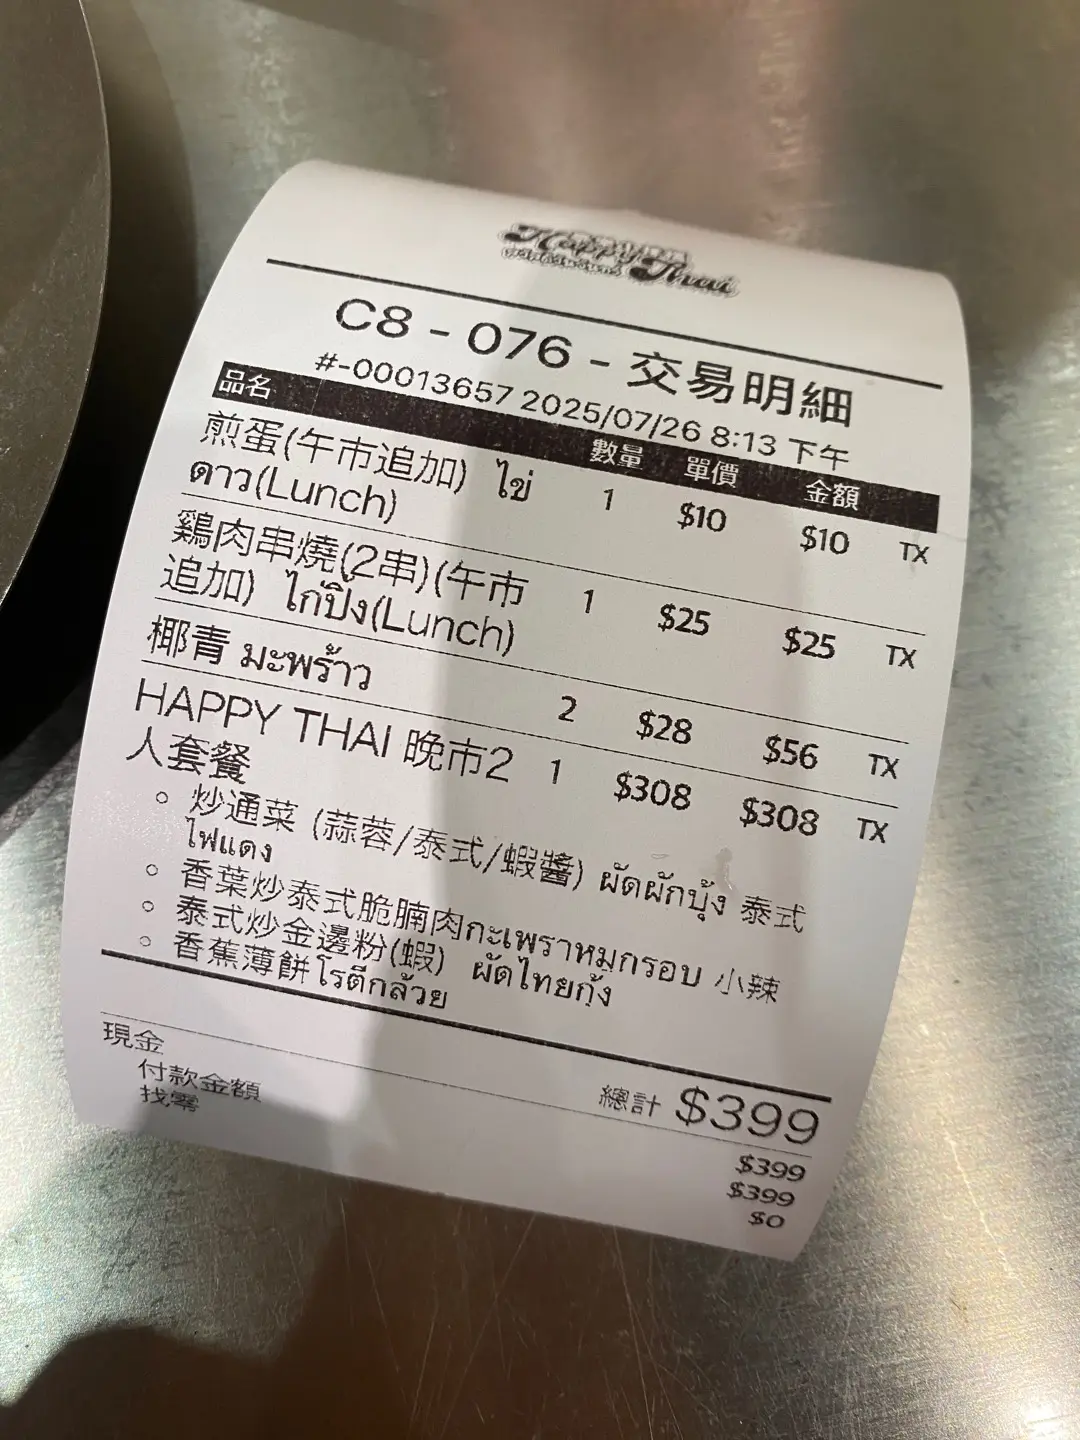 Happy Thai
C8 - 076 - 交易明細
#-00013657 2025/07/26 8:13 下午
品名 數量 單價 金額
煎蛋(午市追加) ไข่ 1 $10 $10 TX
ดาว(Lunch)
鷄肉串燒(2串)(午市 1 $25 $25 TX
追加) ไก่ปิ้ง(Lunch)
椰青 มะพร้าว 2 $28 $56 TX
HAPPY THAI 晚市2 1 $308 $308 TX
人套餐
○ 炒通菜 (蒜蓉/泰式/蝦醬) ผัดผักบุ้ง 泰式
ไฟแดง
○ 香葉炒泰式脆腩肉กะเพราหมูกรอบ 小辣
○ 泰式炒金邊粉(蝦) ผัดไทยกุ้ง
○ 香蕉薄餅โรตีกล้วย
總計 $399
現金 $399
付款金額 $399
找零 $0